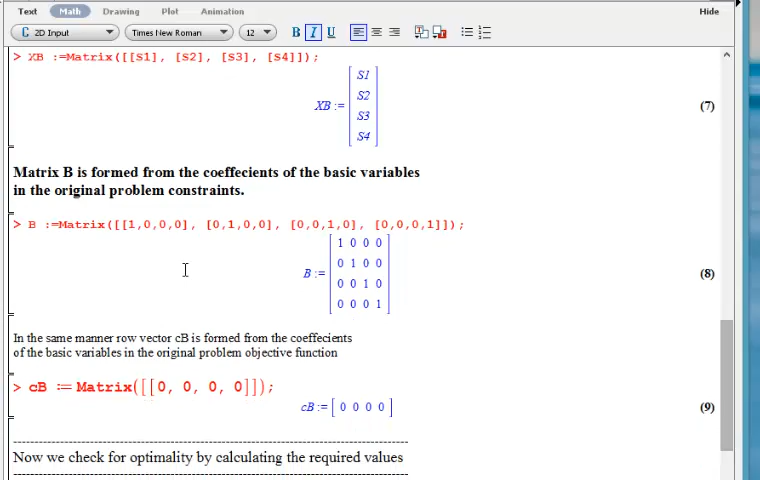 Text Math Drawing Plot Animation Hide
C 2D Input Times New Roman 12 B I U
> XB :=Matrix([[S1], [S2], [S3], [S4]]);
S1
S2
XB := (7)
S3
S4
Matrix B is formed from the coeffecients of the basic variables
in the original problem constraints.
> B :=Matrix([[1,0,0,0], [0,1,0,0], [0,0,1,0], [0,0,0,1]]);
1 0 0 0
0 1 0 0
B := (8)
0 0 1 0
0 0 0 1
In the same manner row vector cB is formed from the coeffecients
of the basic variables in the original problem objective function
> cB := Matrix([[0, 0, 0, 0]]);
cB := [ 0 0 0 0 ] (9)
--------------------------------------------------------------------------------
Now we check for optimality by calculating the required values
--------------------------------------------------------------------------------